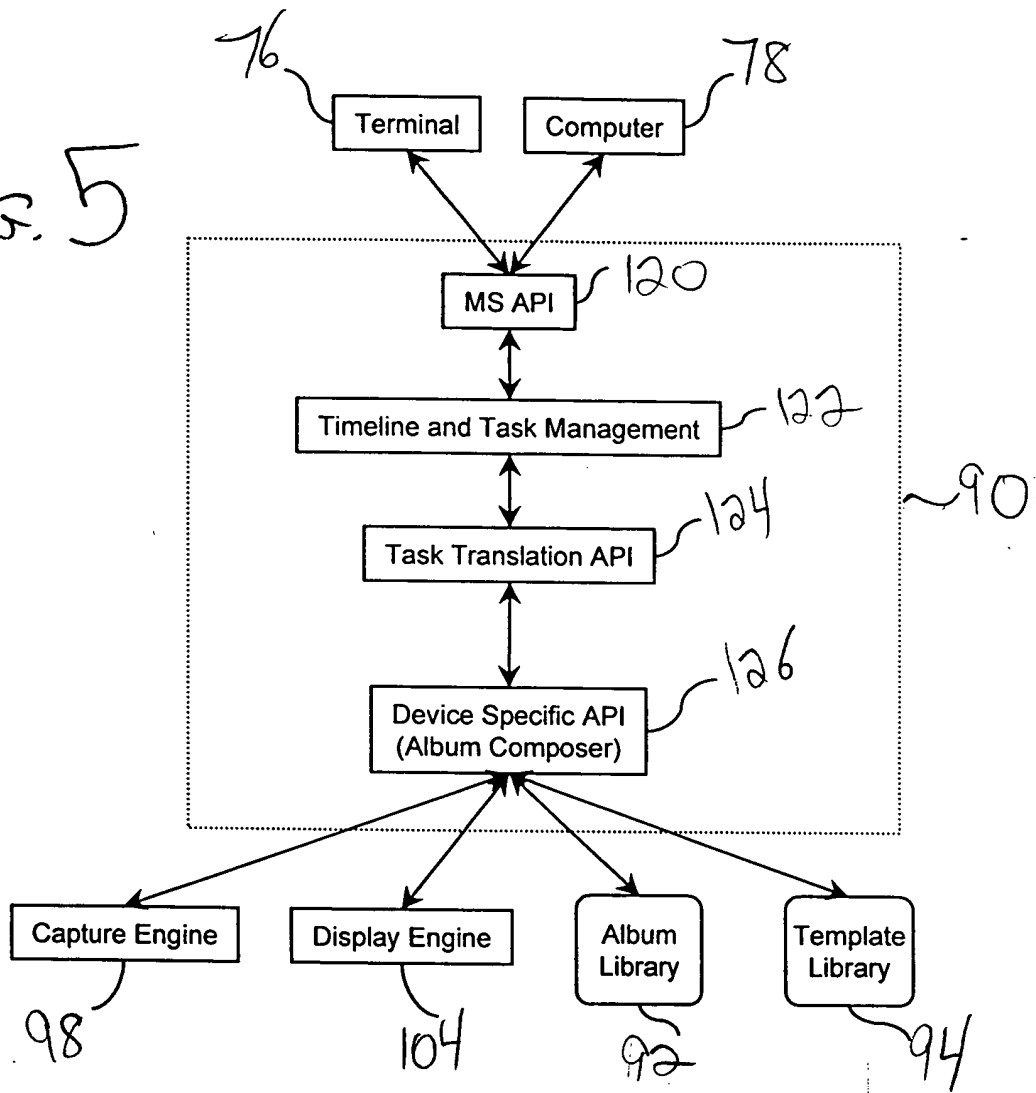 76
78
Terminal
Computer
G. 5
MS API
120
Timeline and Task Management
122
90
Task Translation API
124
Device Specific API
(Album Composer)
126
Capture Engine
Display Engine
Album
Library
Template
Library
98
104
92
94